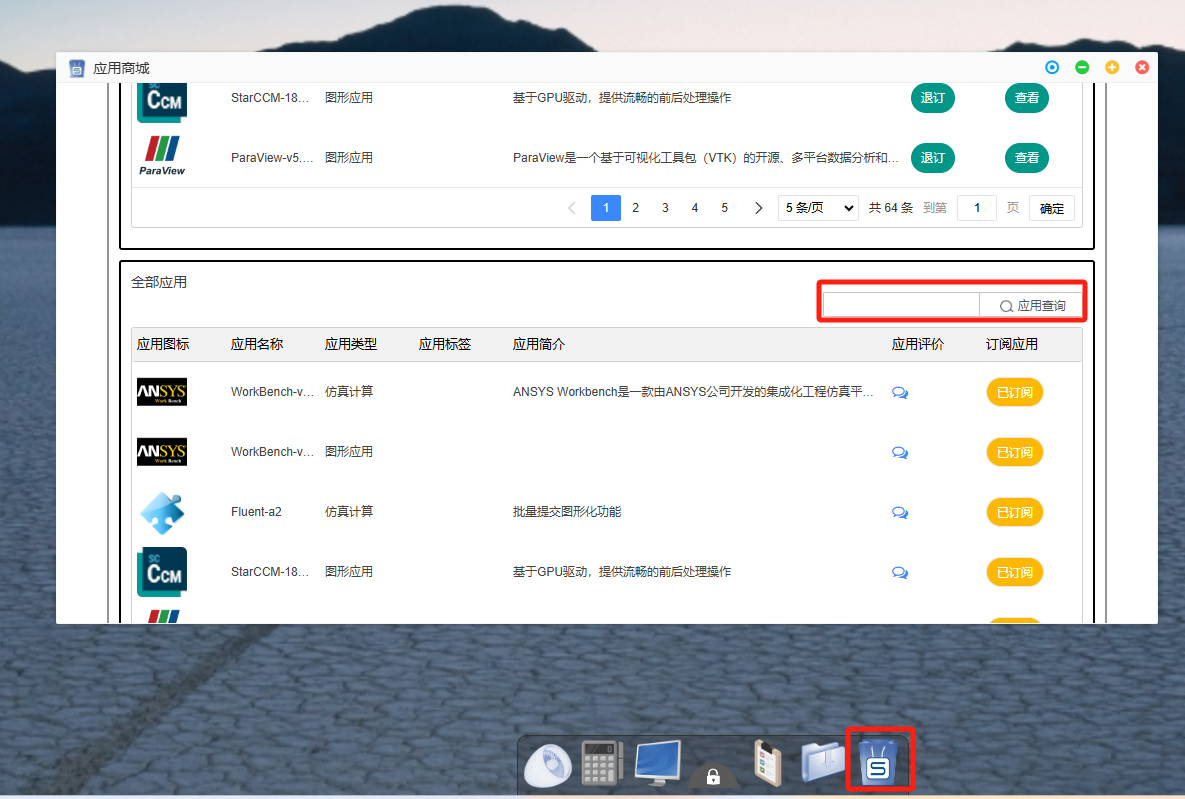 应用商城
SC
CCM
StarCCM-18... 图形应用 基于GPU驱动，提供流畅的前后处理操作 退订 查看
ParaView
ParaView-v5.... 图形应用 ParaView是一个基于可视化工具包（VTK）的开源、多平台数据分析和... 退订 查看
1 2 3 4 5 5 条/页 共 64 条 到第 1 页 确定
全部应用
应用查询
应用图标 应用名称 应用类型 应用标签 应用简介 应用评价 订阅应用
ANSYS
Work Bench
WorkBench-v... 仿真计算 ANSYS Workbench是一款由ANSYS公司开发的集成化工程仿真平... 已订阅
ANSYS
Work Bench
WorkBench-v... 图形应用 已订阅
Fluent-a2 仿真计算 批量提交图形化功能 已订阅
SC
CCM
StarCCM-18... 图形应用 基于GPU驱动，提供流畅的前后处理操作 已订阅
0
S